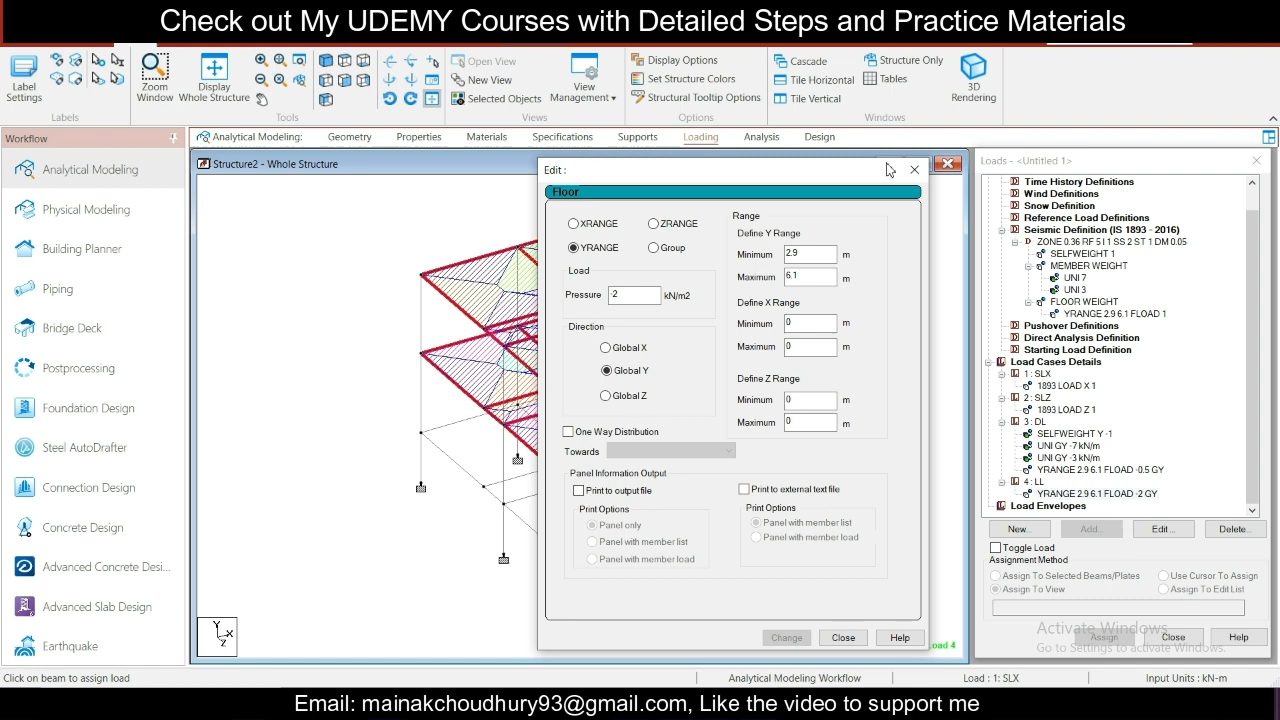 Check out My UDEMY Courses with Detailed Steps and Practice Materials
Label Settings
Labels
Zoom Window
Display Whole Structure
Tools
Open View
New View
Selected Objects
View Management
Views
Display Options
Set Structure Colors
Structural Tooltip Options
Options
Cascade
Tile Horizontal
Tile Vertical
Structure Only
Tables
Windows
3D Rendering
Workflow
Analytical Modeling
Physical Modeling
Building Planner
Piping
Bridge Deck
Postprocessing
Foundation Design
Steel AutoDrafter
Connection Design
Concrete Design
Advanced Concrete Desi...
Advanced Slab Design
Earthquake
Analytical Modeling: Geometry Properties Materials Specifications Supports Loading Analysis Design
Structure2 - Whole Structure
Y X Z
oad 4
Edit :
Floor
XRANGE ZRANGE
YRANGE Group
Load
Pressure -2 kN/m2
Direction
Global X
Global Y
Global Z
One Way Distribution
Towards
Range
Define Y Range
Minimum 2.9 m
Maximum 6.1 m
Define X Range
Minimum 0 m
Maximum 0 m
Define Z Range
Minimum 0 m
Maximum 0 m
Panel Information Output
Print to output file
Print Options
Panel only
Panel with member list
Panel with member load
Print to external text file
Print Options
Panel with member list
Panel with member load
Change Close Help
Loads - <Untitled 1>
Time History Definitions
Wind Definitions
Snow Definition
Reference Load Definitions
Seismic Definition (IS 1893 - 2016)
ZONE 0.36 RF 5 I 1 SS 2 ST 1 DM 0.05
SELFWEIGHT 1
MEMBER WEIGHT
UNI 7
UNI 3
FLOOR WEIGHT
YRANGE 2.9 6.1 FLOAD 1
Pushover Definitions
Direct Analysis Definition
Starting Load Definition
Load Cases Details
1 : SLX
1893 LOAD X 1
2 : SLZ
1893 LOAD Z 1
3 : DL
SELFWEIGHT Y -1
UNI GY -7 kN/m
UNI GY -3 kN/m
YRANGE 2.9 6.1 FLOAD -0.5 GY
4 : LL
YRANGE 2.9 6.1 FLOAD -2 GY
Load Envelopes
New... Add... Edit... Delete...
Toggle Load
Assignment Method
Assign To Selected Beams/Plates Use Cursor To Assign
Assign To View Assign To Edit List
Activate Windows
Assign Close Help
Go to Settings to activate Windows.
Click on beam to assign load Analytical Modeling Workflow Load : 1: SLX Input Units : kN-m
Email: mainakchoudhury93@gmail.com, Like the video to support me